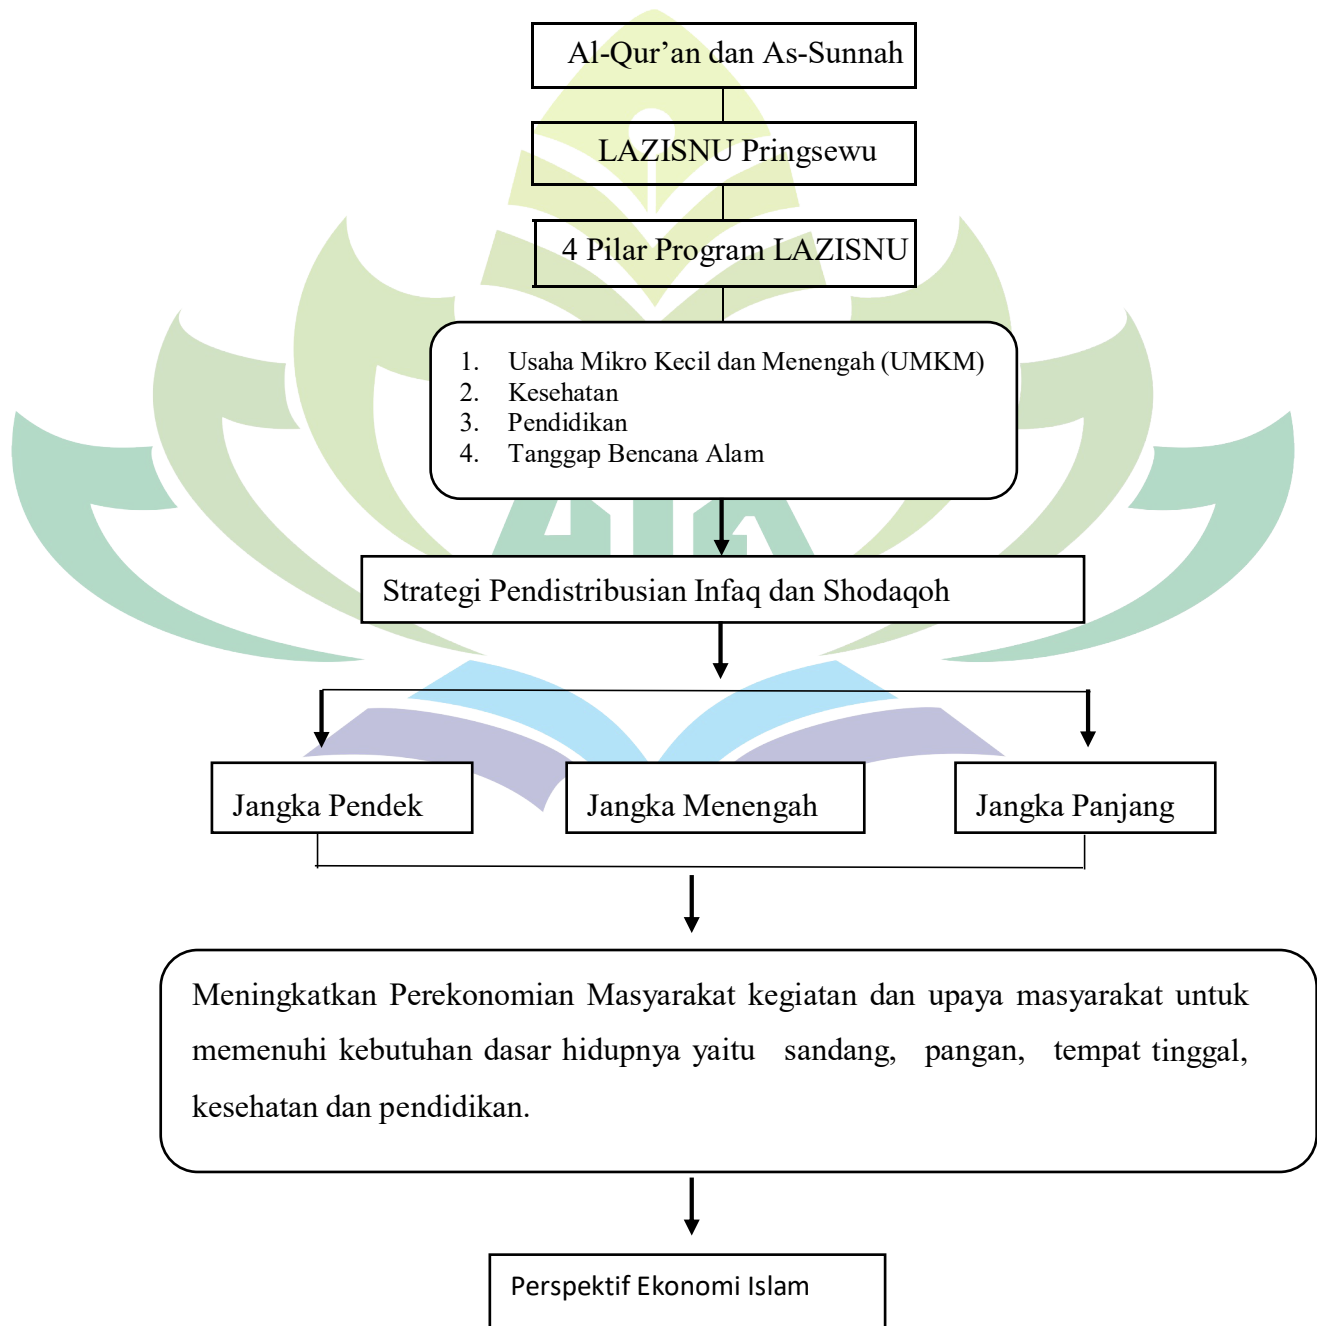 Al-Qur’an dan As-Sunnah
LAZISNU Pringsewu
4 Pilar Program LAZISNU
1. Usaha Mikro Kecil dan Menengah (UMKM)
2. Kesehatan
3. Pendidikan
4. Tanggap Bencana Alam
Strategi Pendistribusian Infaq dan Shodaqoh
Jangka Pendek
Jangka Menengah
Jangka Panjang
Meningkatkan Perekonomian Masyarakat kegiatan dan upaya masyarakat untuk
memenuhi kebutuhan dasar hidupnya yaitu sandang, pangan, tempat tinggal,
kesehatan dan pendidikan.
Perspektif Ekonomi Islam